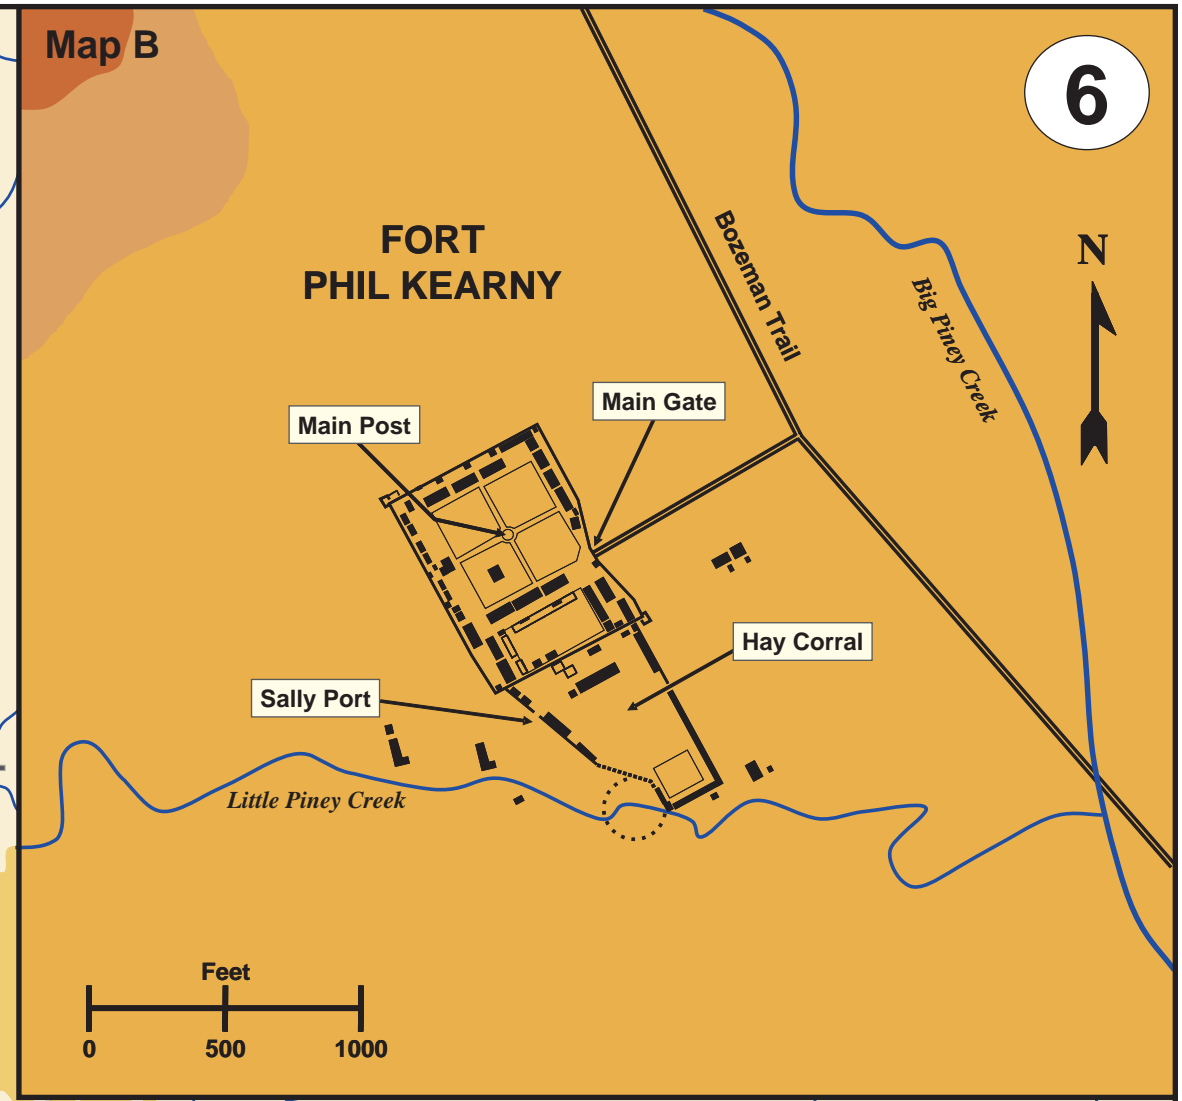 Map B
6
FORT
PHIL KEARNY
Bozeman Trail
N
Big Piney Creek
Main Gate
Main Post
Hay Corral
Sally Port
Little Piney Creek
Feet
0 500 1000